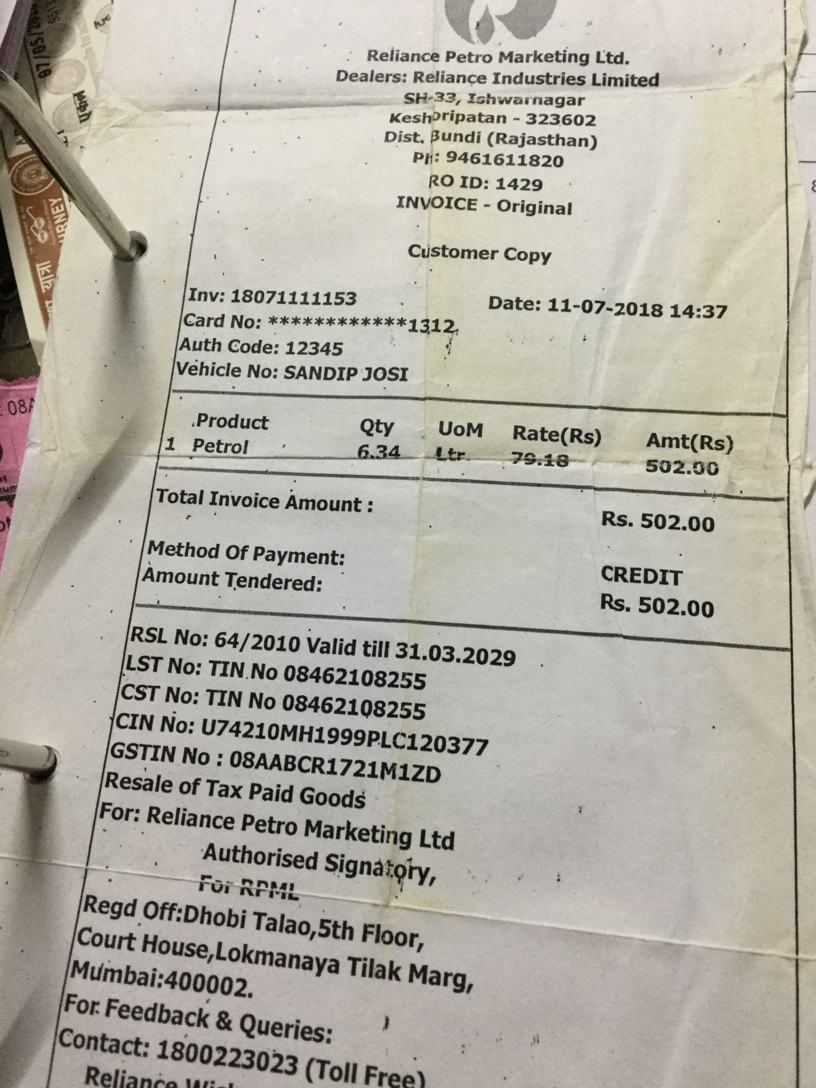 Reliance Petro Marketing Ltd.
Dealers: Reliance Industries Limited
SH-33, Ishwarnagar
Keshoripatan - 323602
Dist. Bundi (Rajasthan)
Ph: 9461611820
RO ID: 1429
INVOICE - Original
Customer Copy
Inv: 18071111153
Date: 11-07-2018 14:37
Card No: ************1312
Auth Code: 12345
Vehicle No: SANDIP JOSI
Product Qty UoM Rate(Rs) Amt(Rs)
1 Petrol 6.34 Ltr. 79.18 502.00
Total Invoice Amount : Rs. 502.00
Method Of Payment: CREDIT
Amount Tendered: Rs. 502.00
RSL No: 64/2010 Valid till 31.03.2029
LST No: TIN No 08462108255
CST No: TIN No 08462108255
CIN No: U74210MH1999PLC120377
GSTIN No : 08AABCR1721M1ZD
Resale of Tax Paid Goods
For: Reliance Petro Marketing Ltd
Authorised Signatory,
For RPML
Regd Off:Dhobi Talao,5th Floor,
Court House,Lokmanaya Tilak Marg,
Mumbai:400002.
For Feedback & Queries:
Contact: 1800223023 (Toll Free)
Reliance